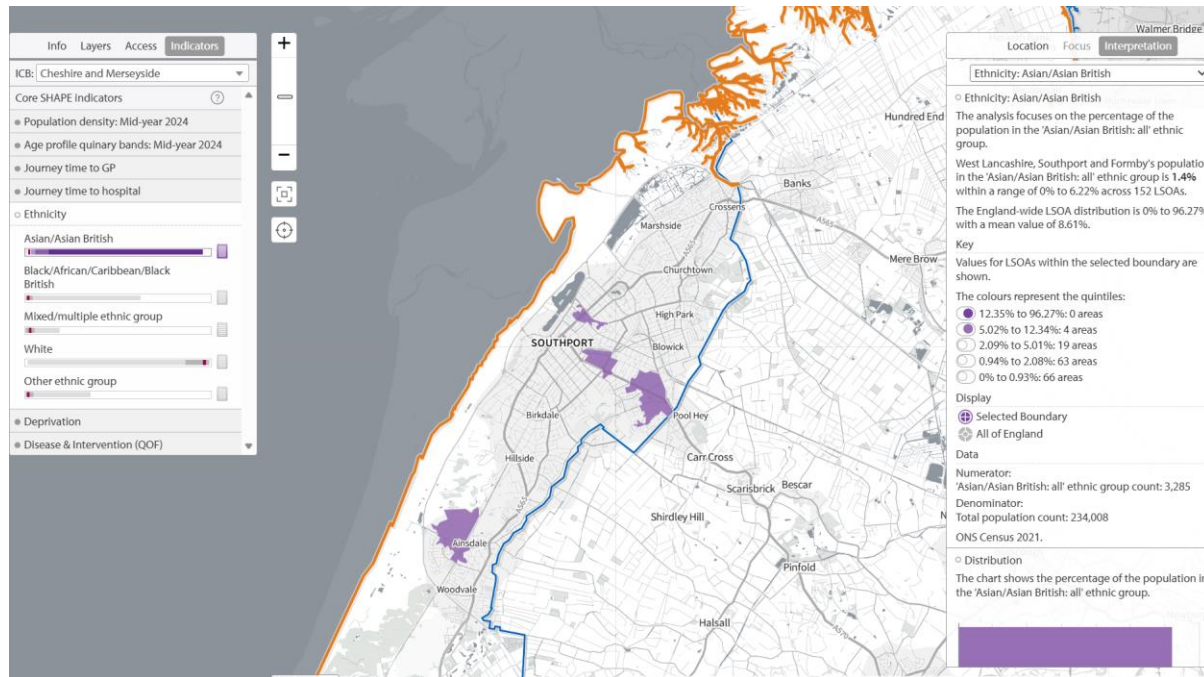 Info Layers Access Indicators
ICB: Cheshire and Merseyside
Core SHAPE Indicators ?
Population density: Mid-year 2024
Age profile quinary bands: Mid-year 2024
Journey time to GP
Journey time to hospital
Ethnicity
Asian/Asian British
Black/African/Caribbean/Black
British
Mixed/multiple ethnic group
White
Other ethnic group
Deprivation
Disease & Intervention (QOF)
+
−
Walmer Bridge
Hundred End
Banks
Crossens
A565
Marshside
A565
Mere Brow
Churchtown
High Park
SOUTHPORT
Blowick
Birkdale
Pool Hey
Hillside
Carr Cross
Scarisbrick
Bescar
A565
Shirdley Hill
Ainsdale
Pinfold
Woodvale
Halsall
A570
Location Focus Interpretation
Ethnicity: Asian/Asian British
Ethnicity: Asian/Asian British
The analysis focuses on the percentage of the
population in the 'Asian/Asian British: all' ethnic
group.
West Lancashire, Southport and Formby's populatio
in the 'Asian/Asian British: all' ethnic group is 1.4%
within a range of 0% to 6.22% across 152 LSOAs.
The England-wide LSOA distribution is 0% to 96.27%
with a mean value of 8.61%.
Key
Values for LSOAs within the selected boundary are
shown.
The colours represent the quintiles:
12.35% to 96.27%: 0 areas
5.02% to 12.34%: 4 areas
2.09% to 5.01%: 19 areas
0.94% to 2.08%: 63 areas
0% to 0.93%: 66 areas
Display
Selected Boundary
All of England
Data
Numerator:
'Asian/Asian British: all' ethnic group count: 3,285
Denominator:
Total population count: 234,008
ONS Census 2021.
Distribution
The chart shows the percentage of the population in
the 'Asian/Asian British: all' ethnic group.